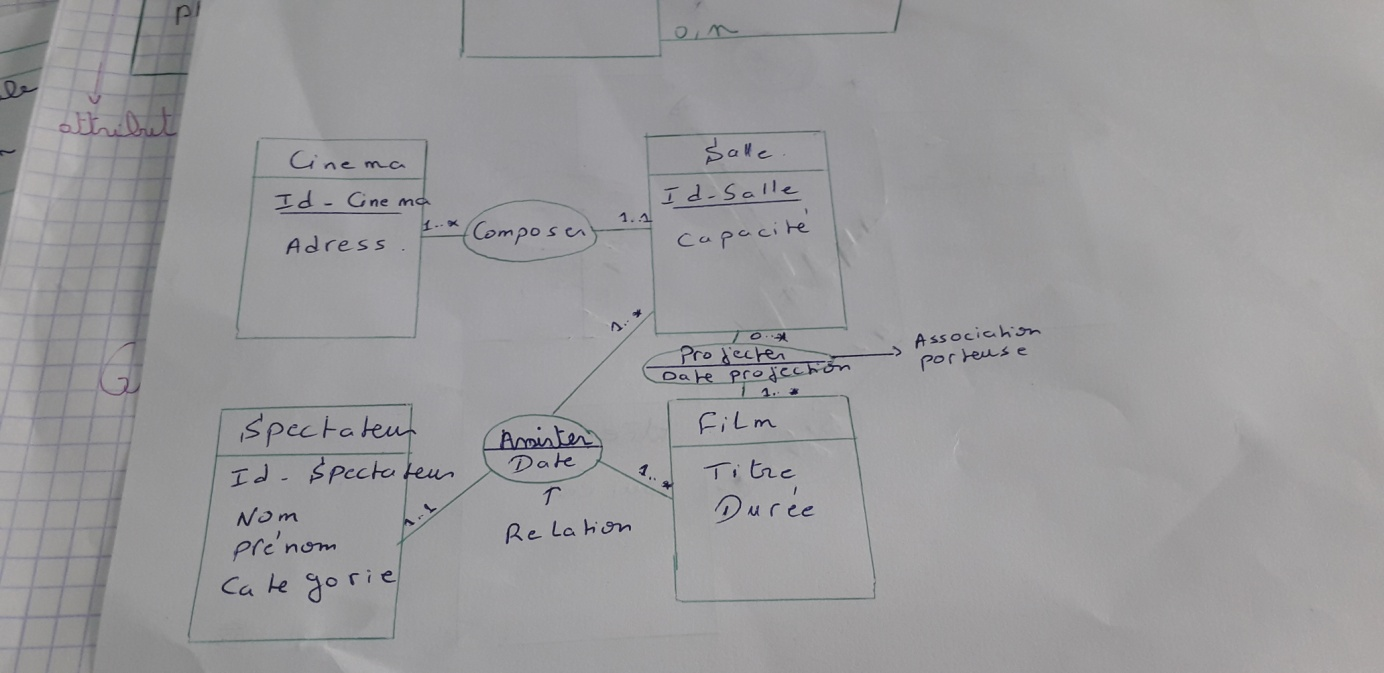 0,n
attribut
Cinema
Id - Cinema
Adress.
1..*
Composer
1..1
Salle.
Id-Salle
Capacité
1..*
0..*
Projecter
Date projection
Association
porteuse
1..*
Spectateur
Id - Spectateur
Nom
Prénom
Categorie
1..1
Assister
Date
Relation
1..*
Film
Titre
Durée